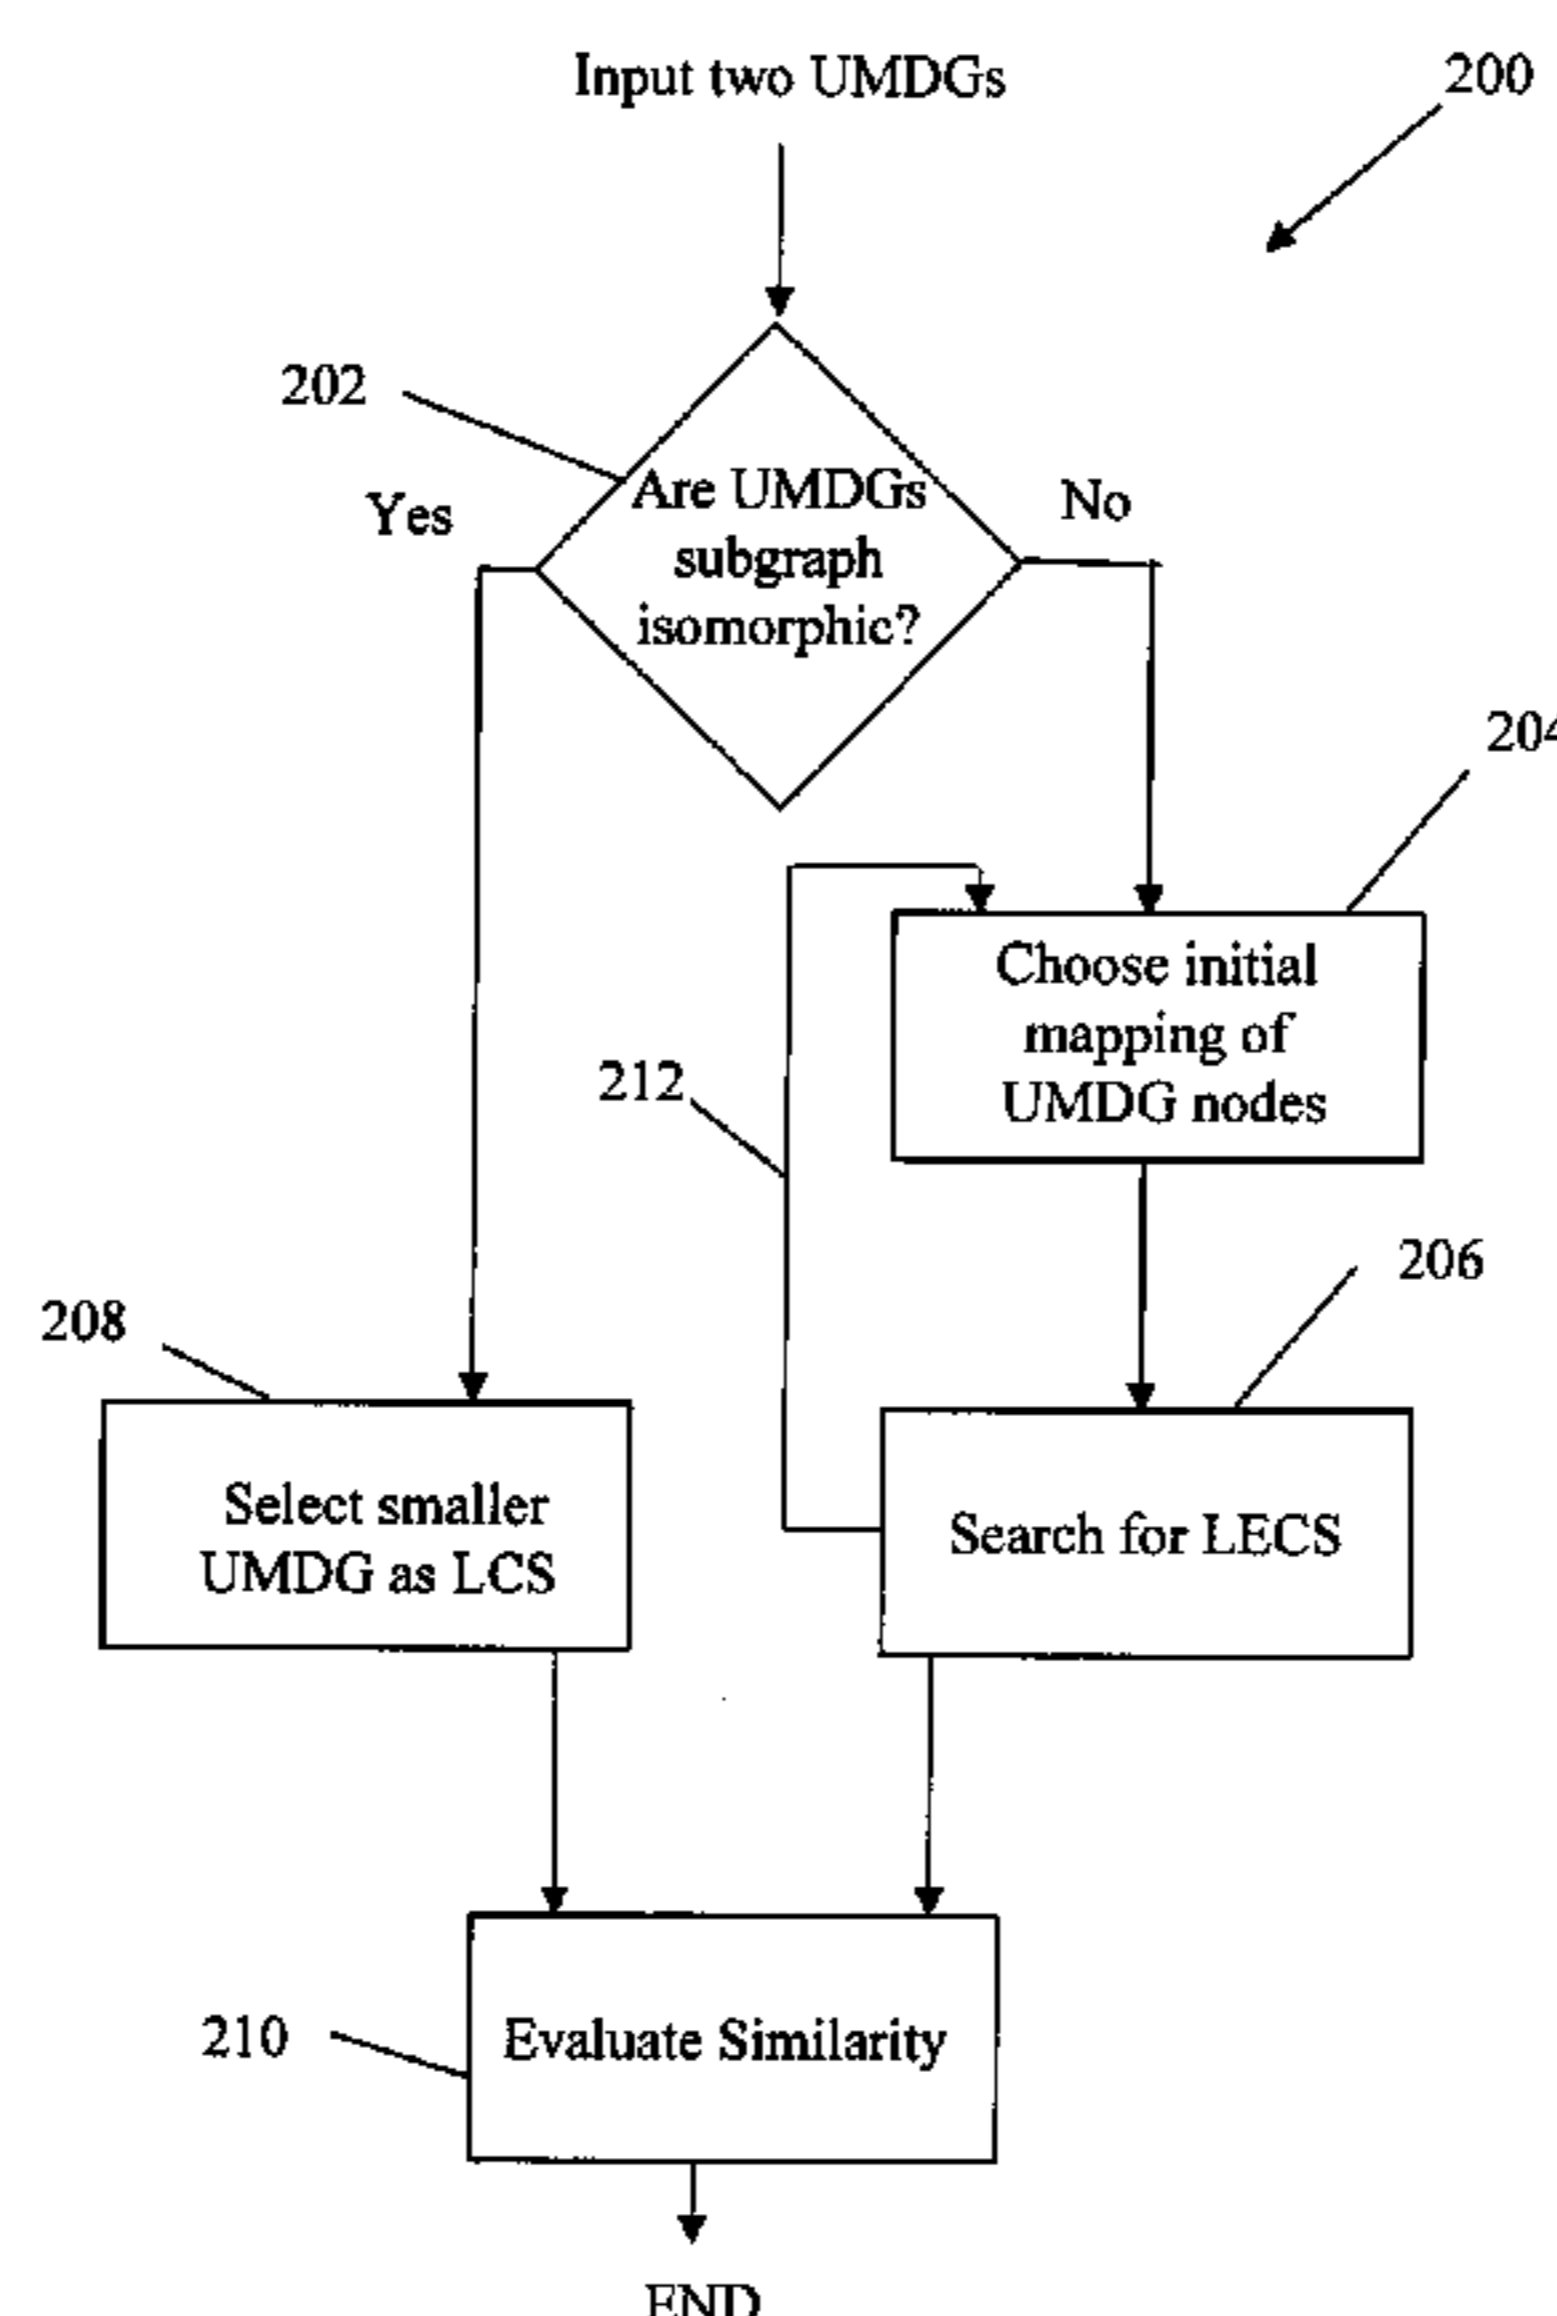 Input two UMDGs
200
202
Yes
Are UMDGs
subgraph
isomorphic?
No
204
Choose initial
mapping of
UMDG nodes
212
206
208
Select smaller
UMDG as LCS
Search for LECS
210
Evaluate Similarity
END